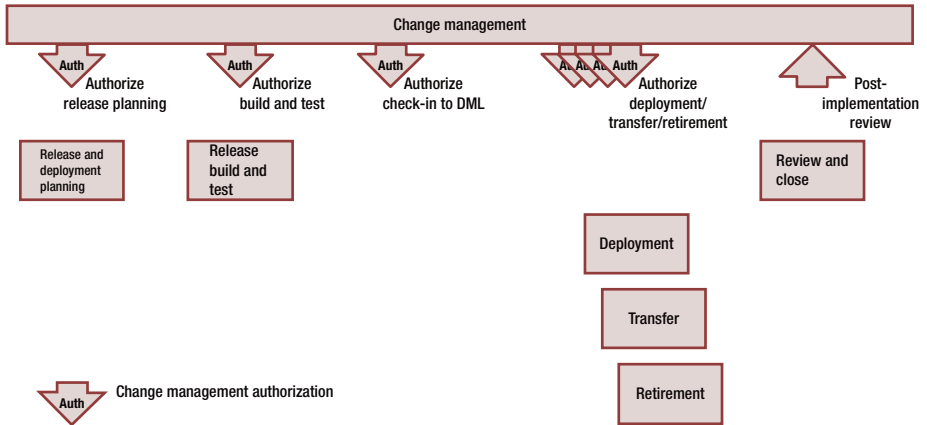 Change management
Auth
Authorize
release planning
Auth
Authorize
build and test
Auth
Authorize
check-in to DML
Auth
Authorize
deployment/
transfer/retirement
Post-
implementation
review
Release and
deployment
planning
Release
build and
test
Review and
close
Deployment
Transfer
Retirement
Auth
Change management authorization